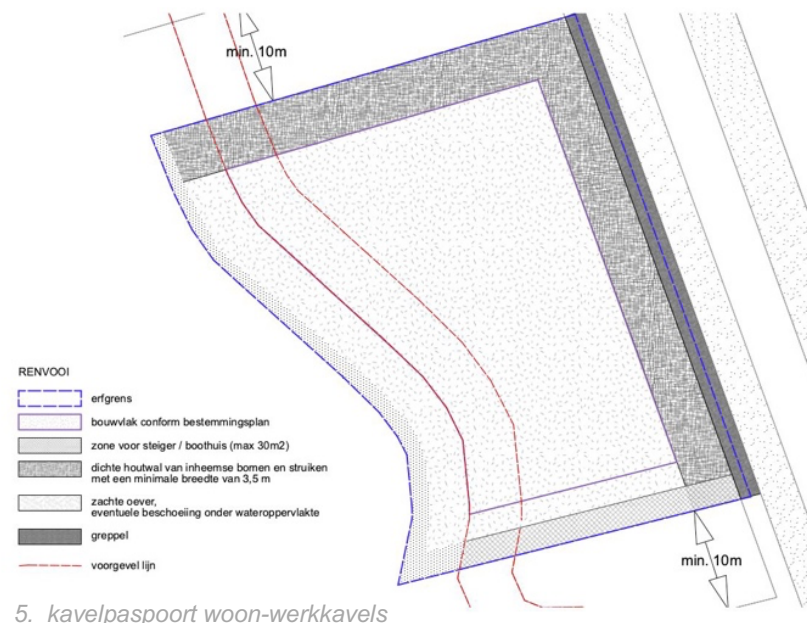 min. 10m
RENVOOI
erfgrens
bouwvlak conform bestemmingsplan
zone voor steiger / boothuis (max 30m2)
dichte houtwal van inheemse bomen en struiken
met een minimale breedte van 3,5 m
zachte oever,
eventuele beschoeiing onder wateroppervlakte
greppel
voorgevel lijn
min. 10m
5. kavelpaspoort woon-werkkavels